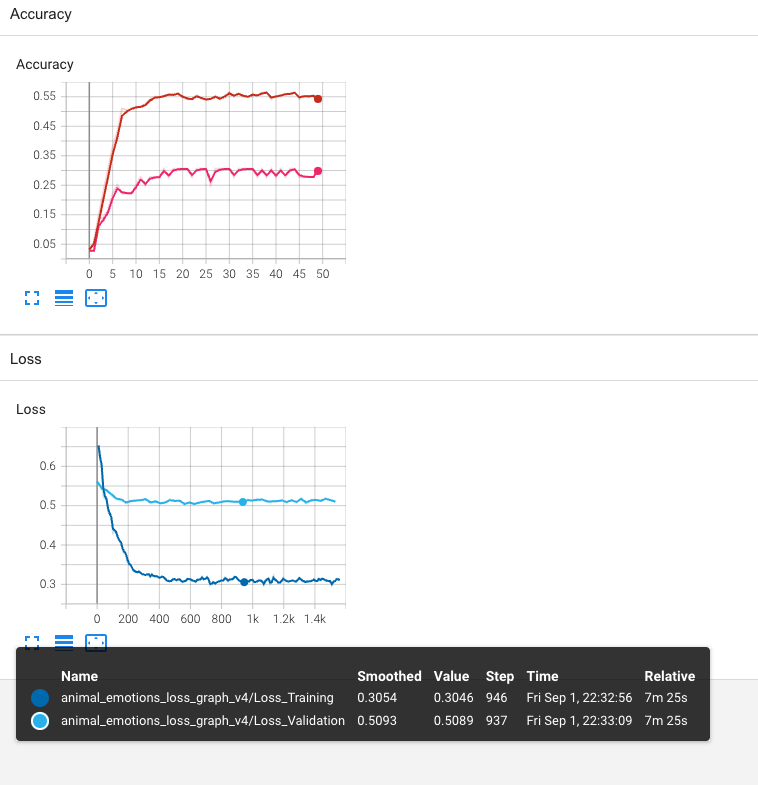 Accuracy
Accuracy
0.55
0.45
0.35
0.25
0.15
0.05
0 5 10 15 20 25 30 35 40 45 50
Loss
Loss
0.6
0.5
0.4
0.3
0 200 400 600 800 1k 1.2k 1.4k
Name Smoothed Value Step Time Relative
animal_emotions_loss_graph_v4/Loss_Training 0.3054 0.3046 946 Fri Sep 1, 22:32:56 7m 25s
animal_emotions_loss_graph_v4/Loss_Validation 0.5093 0.5089 937 Fri Sep 1, 22:33:09 7m 25s